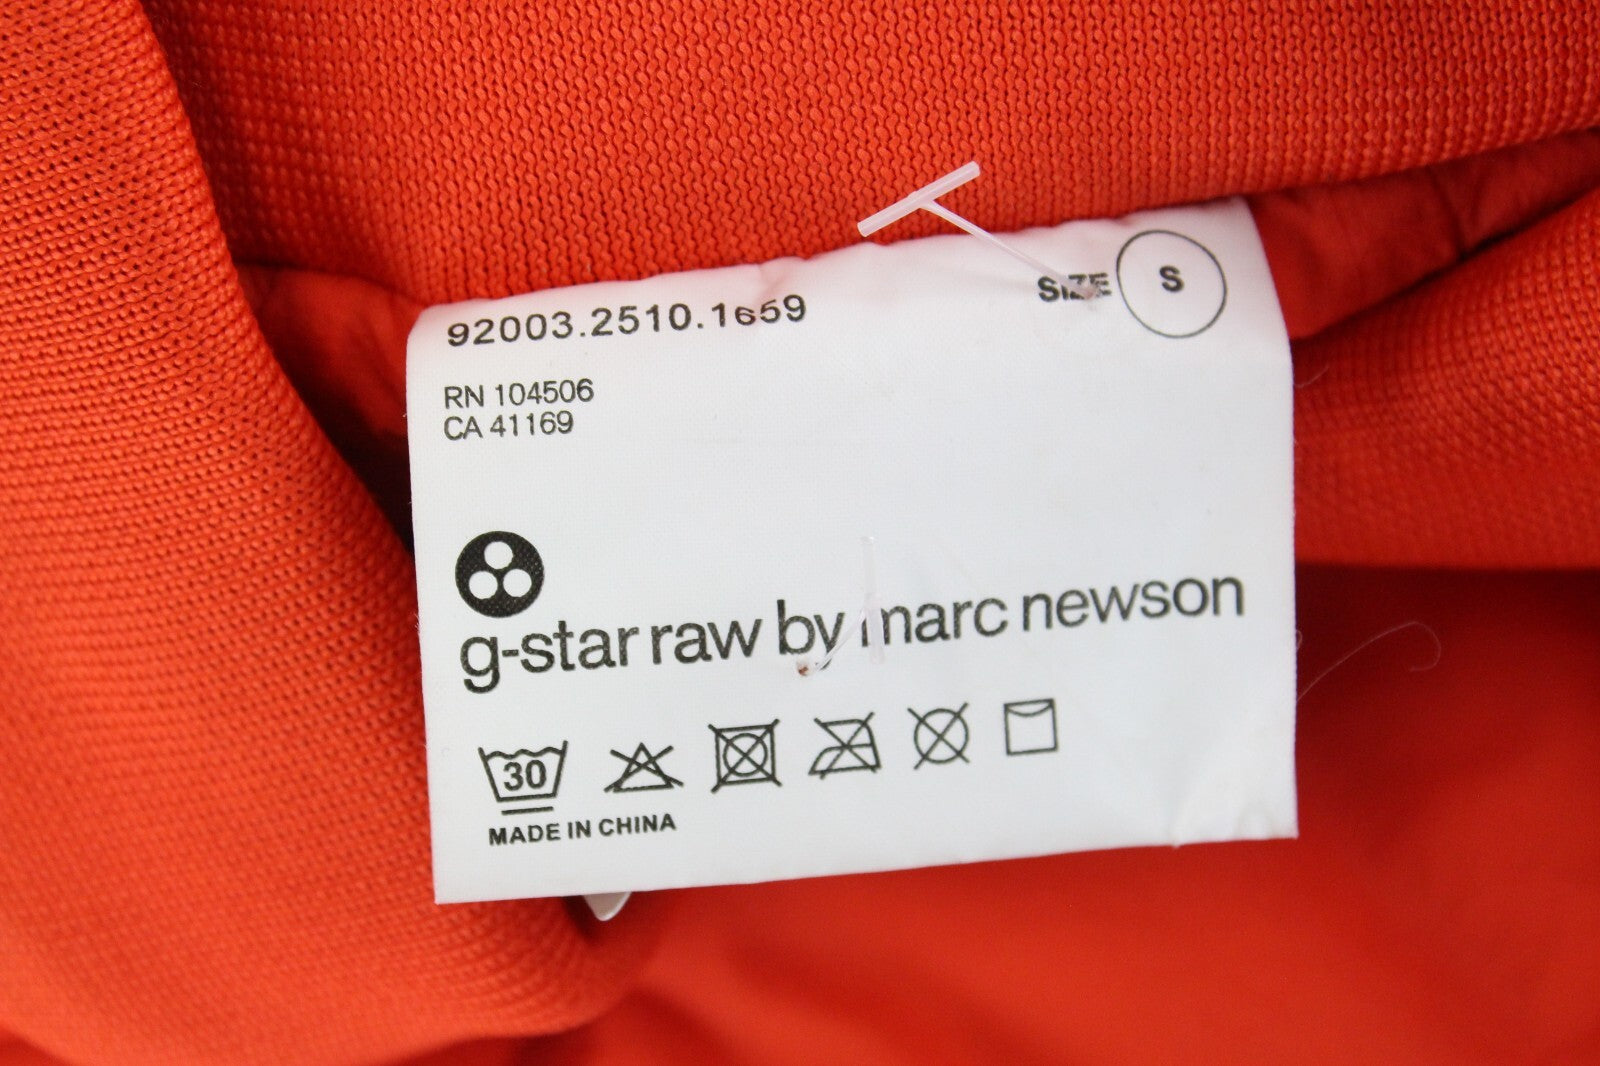 92003.2510.1659
SIZE S
RN 104506
CA 41169
g-star raw by marc newson
30
MADE IN CHINA